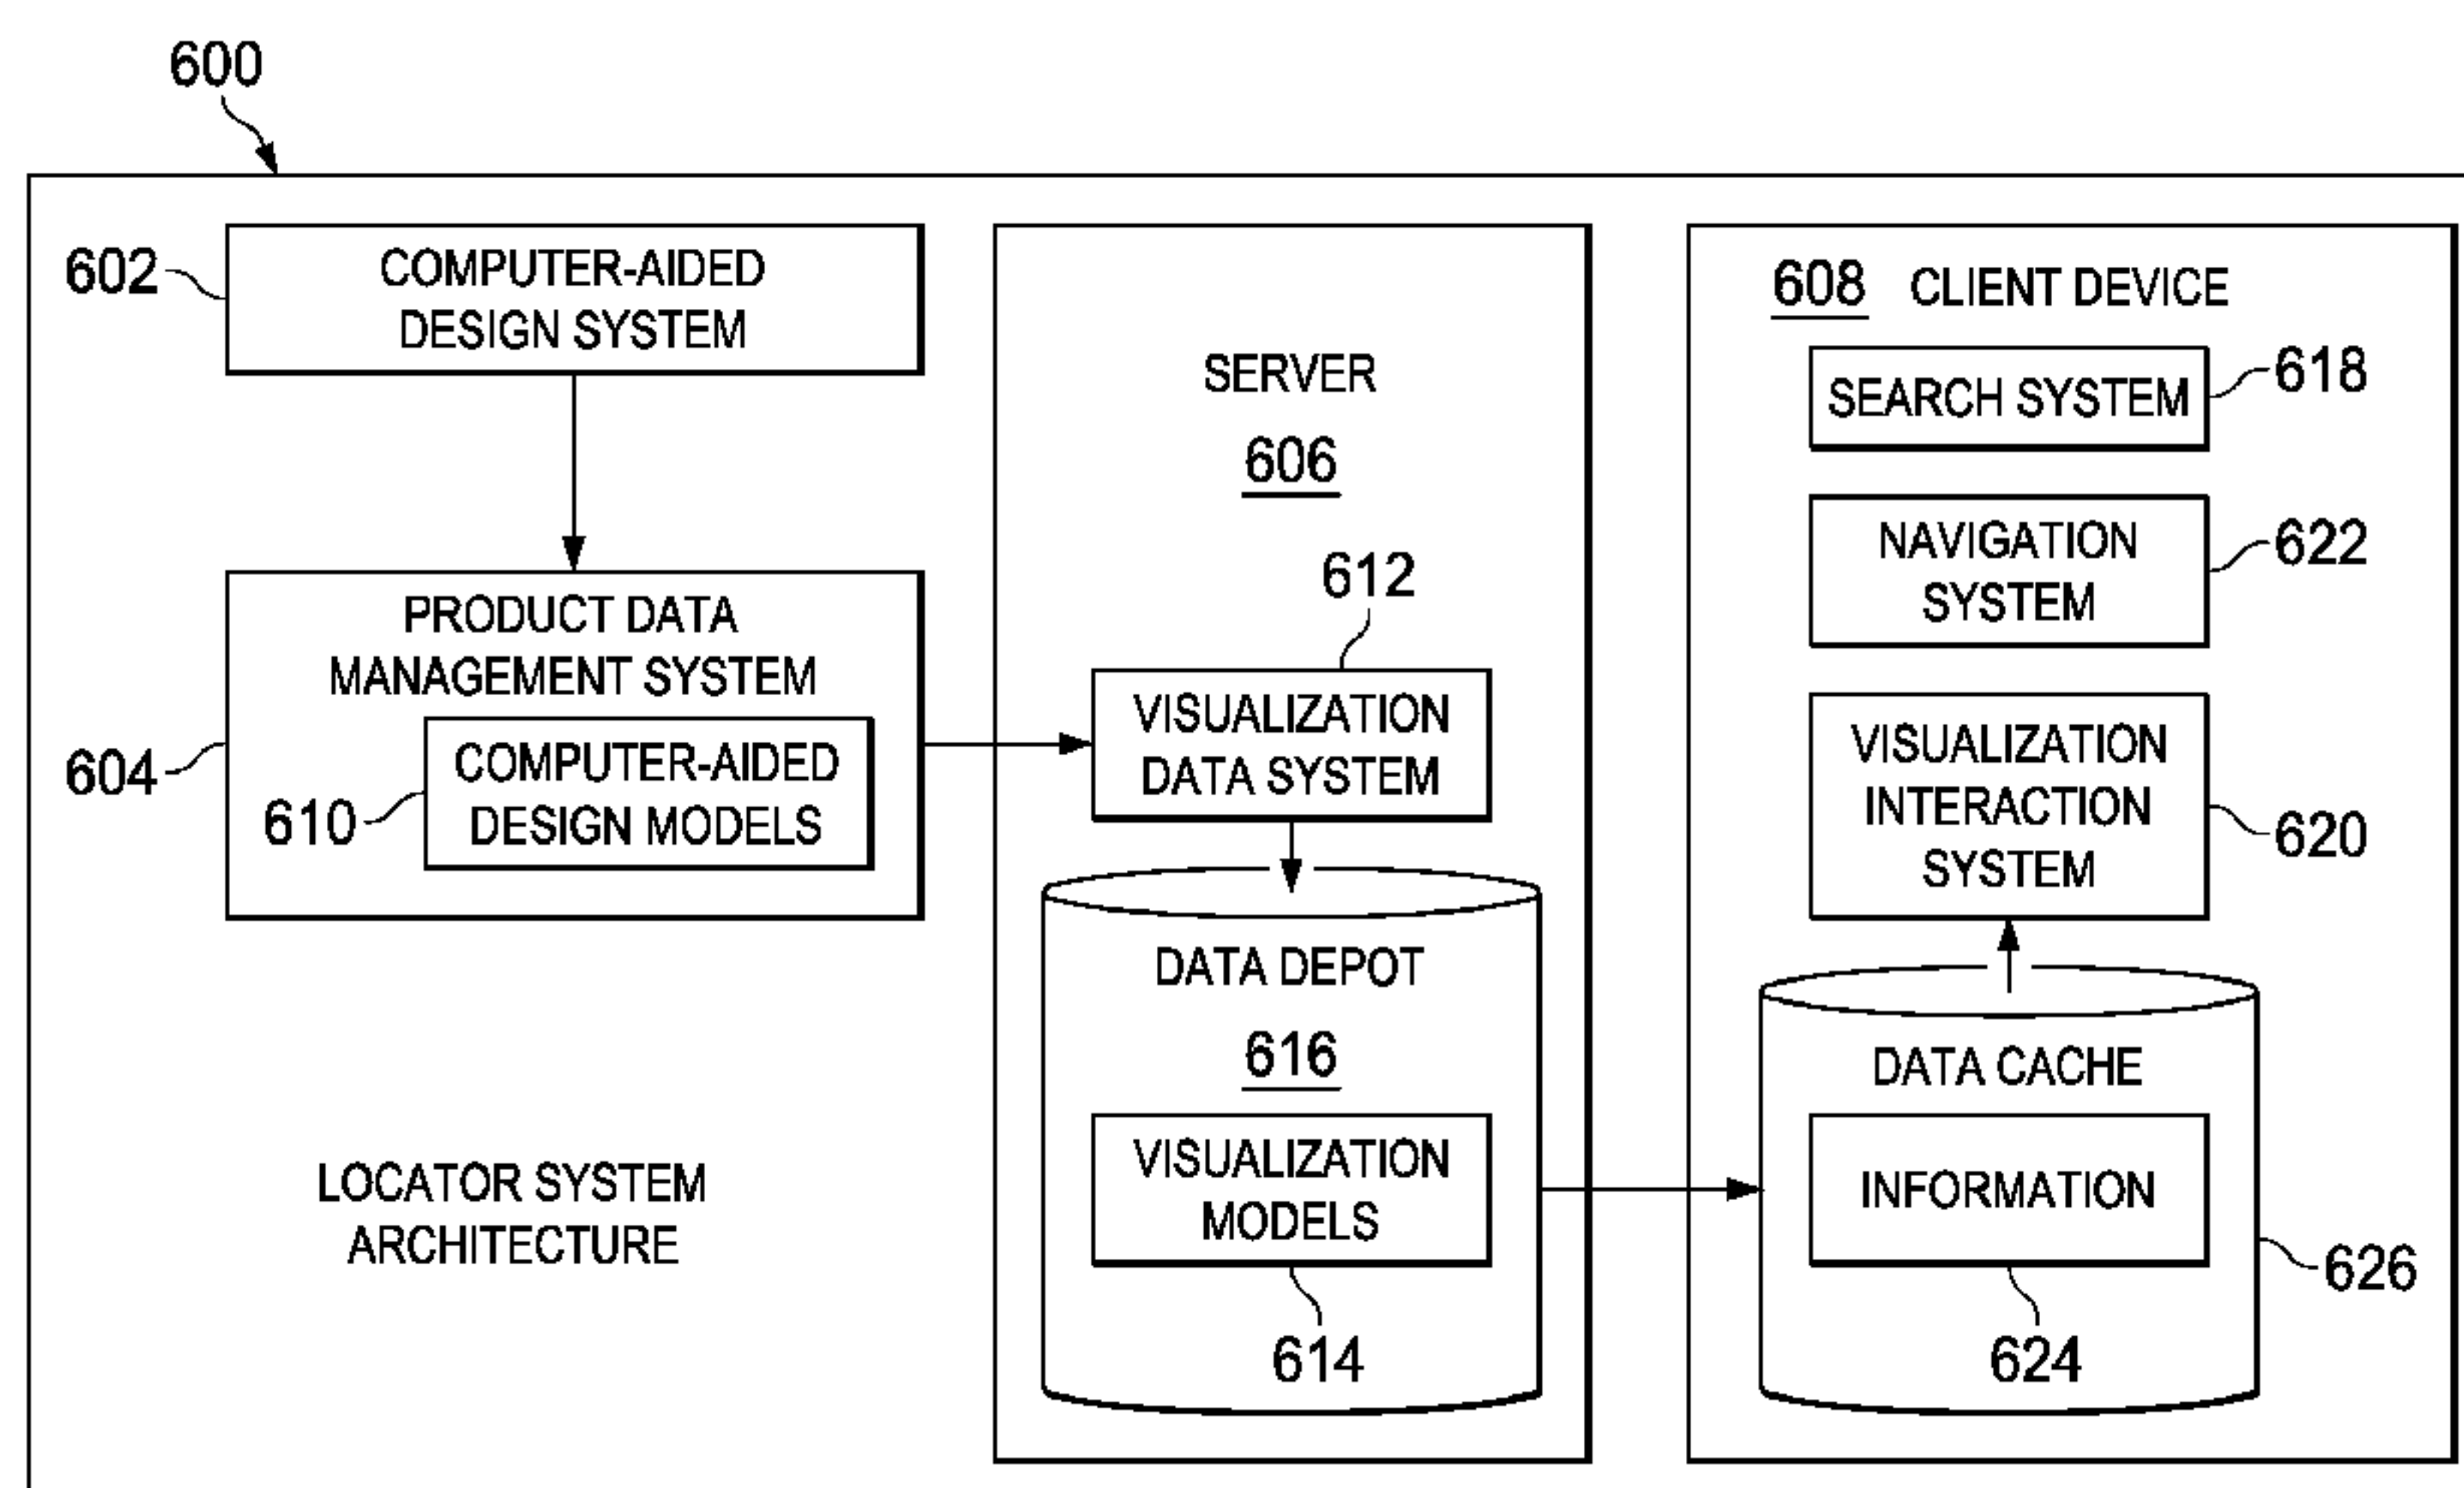 600
602
COMPUTER-AIDED
DESIGN SYSTEM
PRODUCT DATA
MANAGEMENT SYSTEM
604
COMPUTER-AIDED
DESIGN MODELS
610
LOCATOR SYSTEM
ARCHITECTURE
SERVER
606
612
VISUALIZATION
DATA SYSTEM
DATA DEPOT
616
VISUALIZATION
MODELS
614
608 CLIENT DEVICE
SEARCH SYSTEM
618
NAVIGATION
SYSTEM
622
VISUALIZATION
INTERACTION
SYSTEM
620
DATA CACHE
INFORMATION
626
624